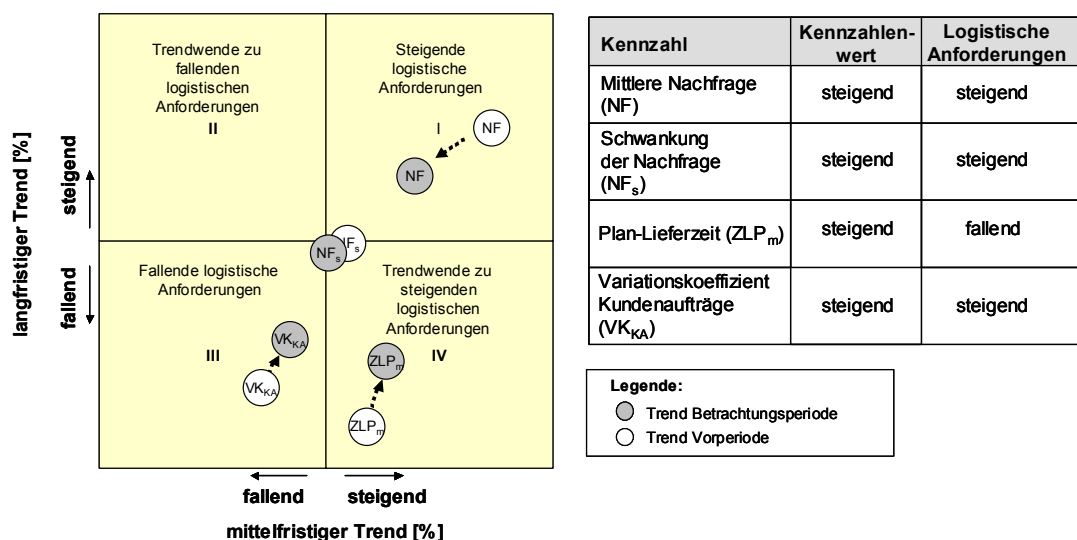 Trendwende zu
fallenden
logistischen
Anforderungen
II
Steigende
logistische
Anforderungen
I
NF
NF
NFs
Fs
Fallende logistische
Anforderungen
III
VKKA
VKKA
Trendwende zu
steigenden
logistischen
Anforderungen
IV
ZLPm
ZLPm
langfristiger Trend [%]
steigend
fallend
fallend
steigend
mittelfristiger Trend [%]
Kennzahl
Kennzahlen-
wert
Logistische
Anforderungen
Mittlere Nachfrage
(NF)
steigend
steigend
Schwankung
der Nachfrage
(NFs)
steigend
steigend
Plan-Lieferzeit (ZLPm)
steigend
fallend
Variationskoeffizient
Kundenaufträge
(VKKA)
steigend
steigend
Legende:
Trend Betrachtungsperiode
Trend Vorperiode